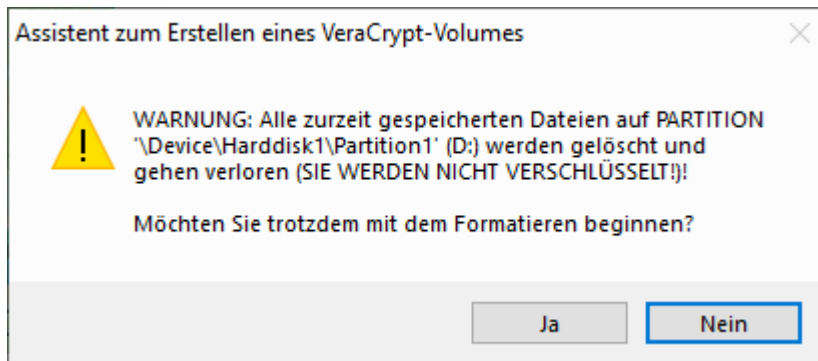 Assistent zum Erstellen eines VeraCrypt-Volumes
WARNUNG: Alle zurzeit gespeicherten Dateien auf PARTITION
'\Device\Harddisk1\Partition1' (D:) werden gelöscht und
gehen verloren (SIE WERDEN NICHT VERSCHLÜSSELT!)!
Möchten Sie trotzdem mit dem Formatieren beginnen?
Ja
Nein